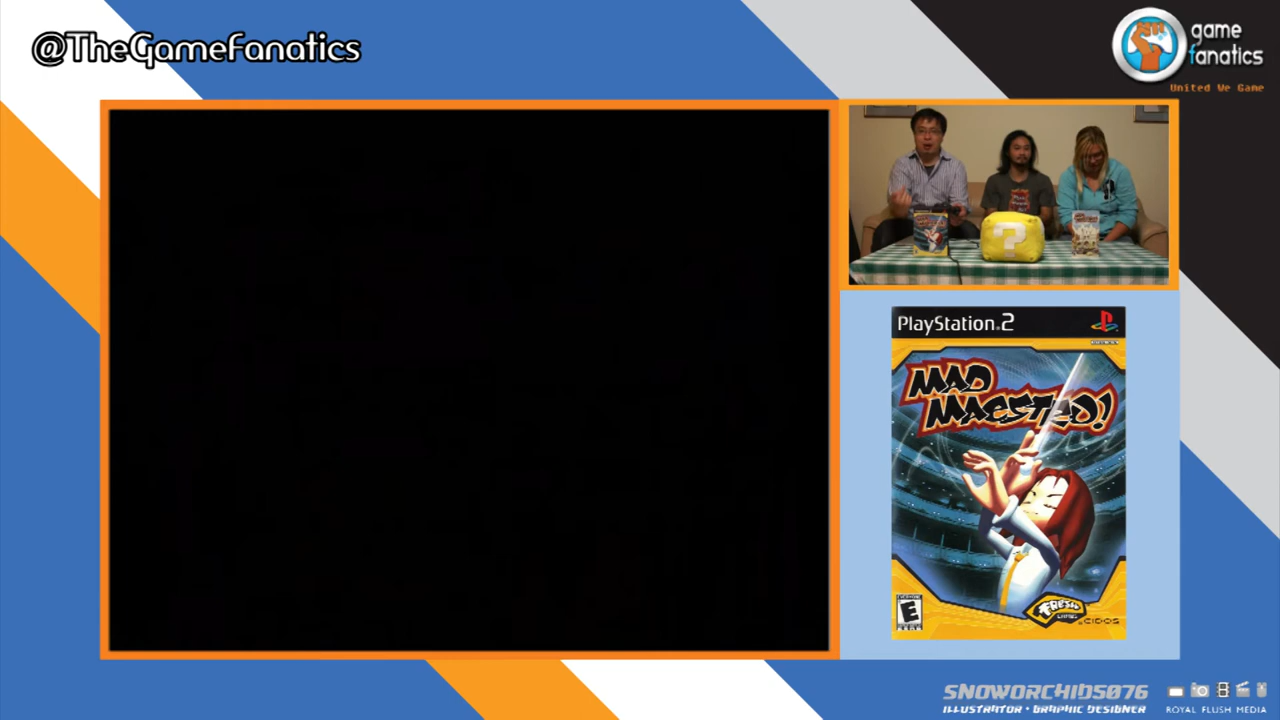 @TheGameFanatics
game
fanatics
United We Game
?
PlayStation®2
MAD
MAESTRO!
E
FRESH
GAMES
EIDOS
SNOWORCHIDS076
ILLUSTRATOR • GRAPHIC DESIGNER
ROYAL FLUSH MEDIA